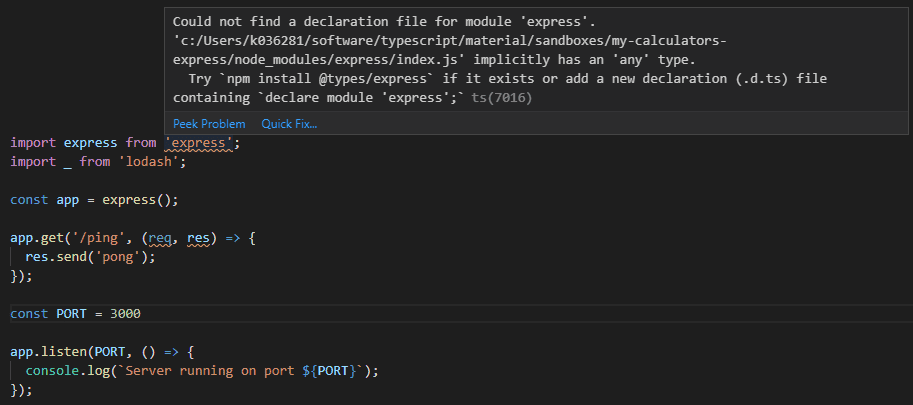 Could not find a declaration file for module 'express'.
'c:/Users/k036281/software/typescript/material/sandboxes/my-calculators-
express/node_modules/express/index.js' implicitly has an 'any' type.
  Try `npm install @types/express` if it exists or add a new declaration (.d.ts) file
containing `declare module 'express';` ts(7016)
Peek Problem Quick Fix...
import express from 'express';
import _ from 'lodash';
const app = express();
app.get('/ping', (req, res) => {
  res.send('pong');
});
const PORT = 3000
app.listen(PORT, () => {
  console.log(`Server running on port ${PORT}`);
});